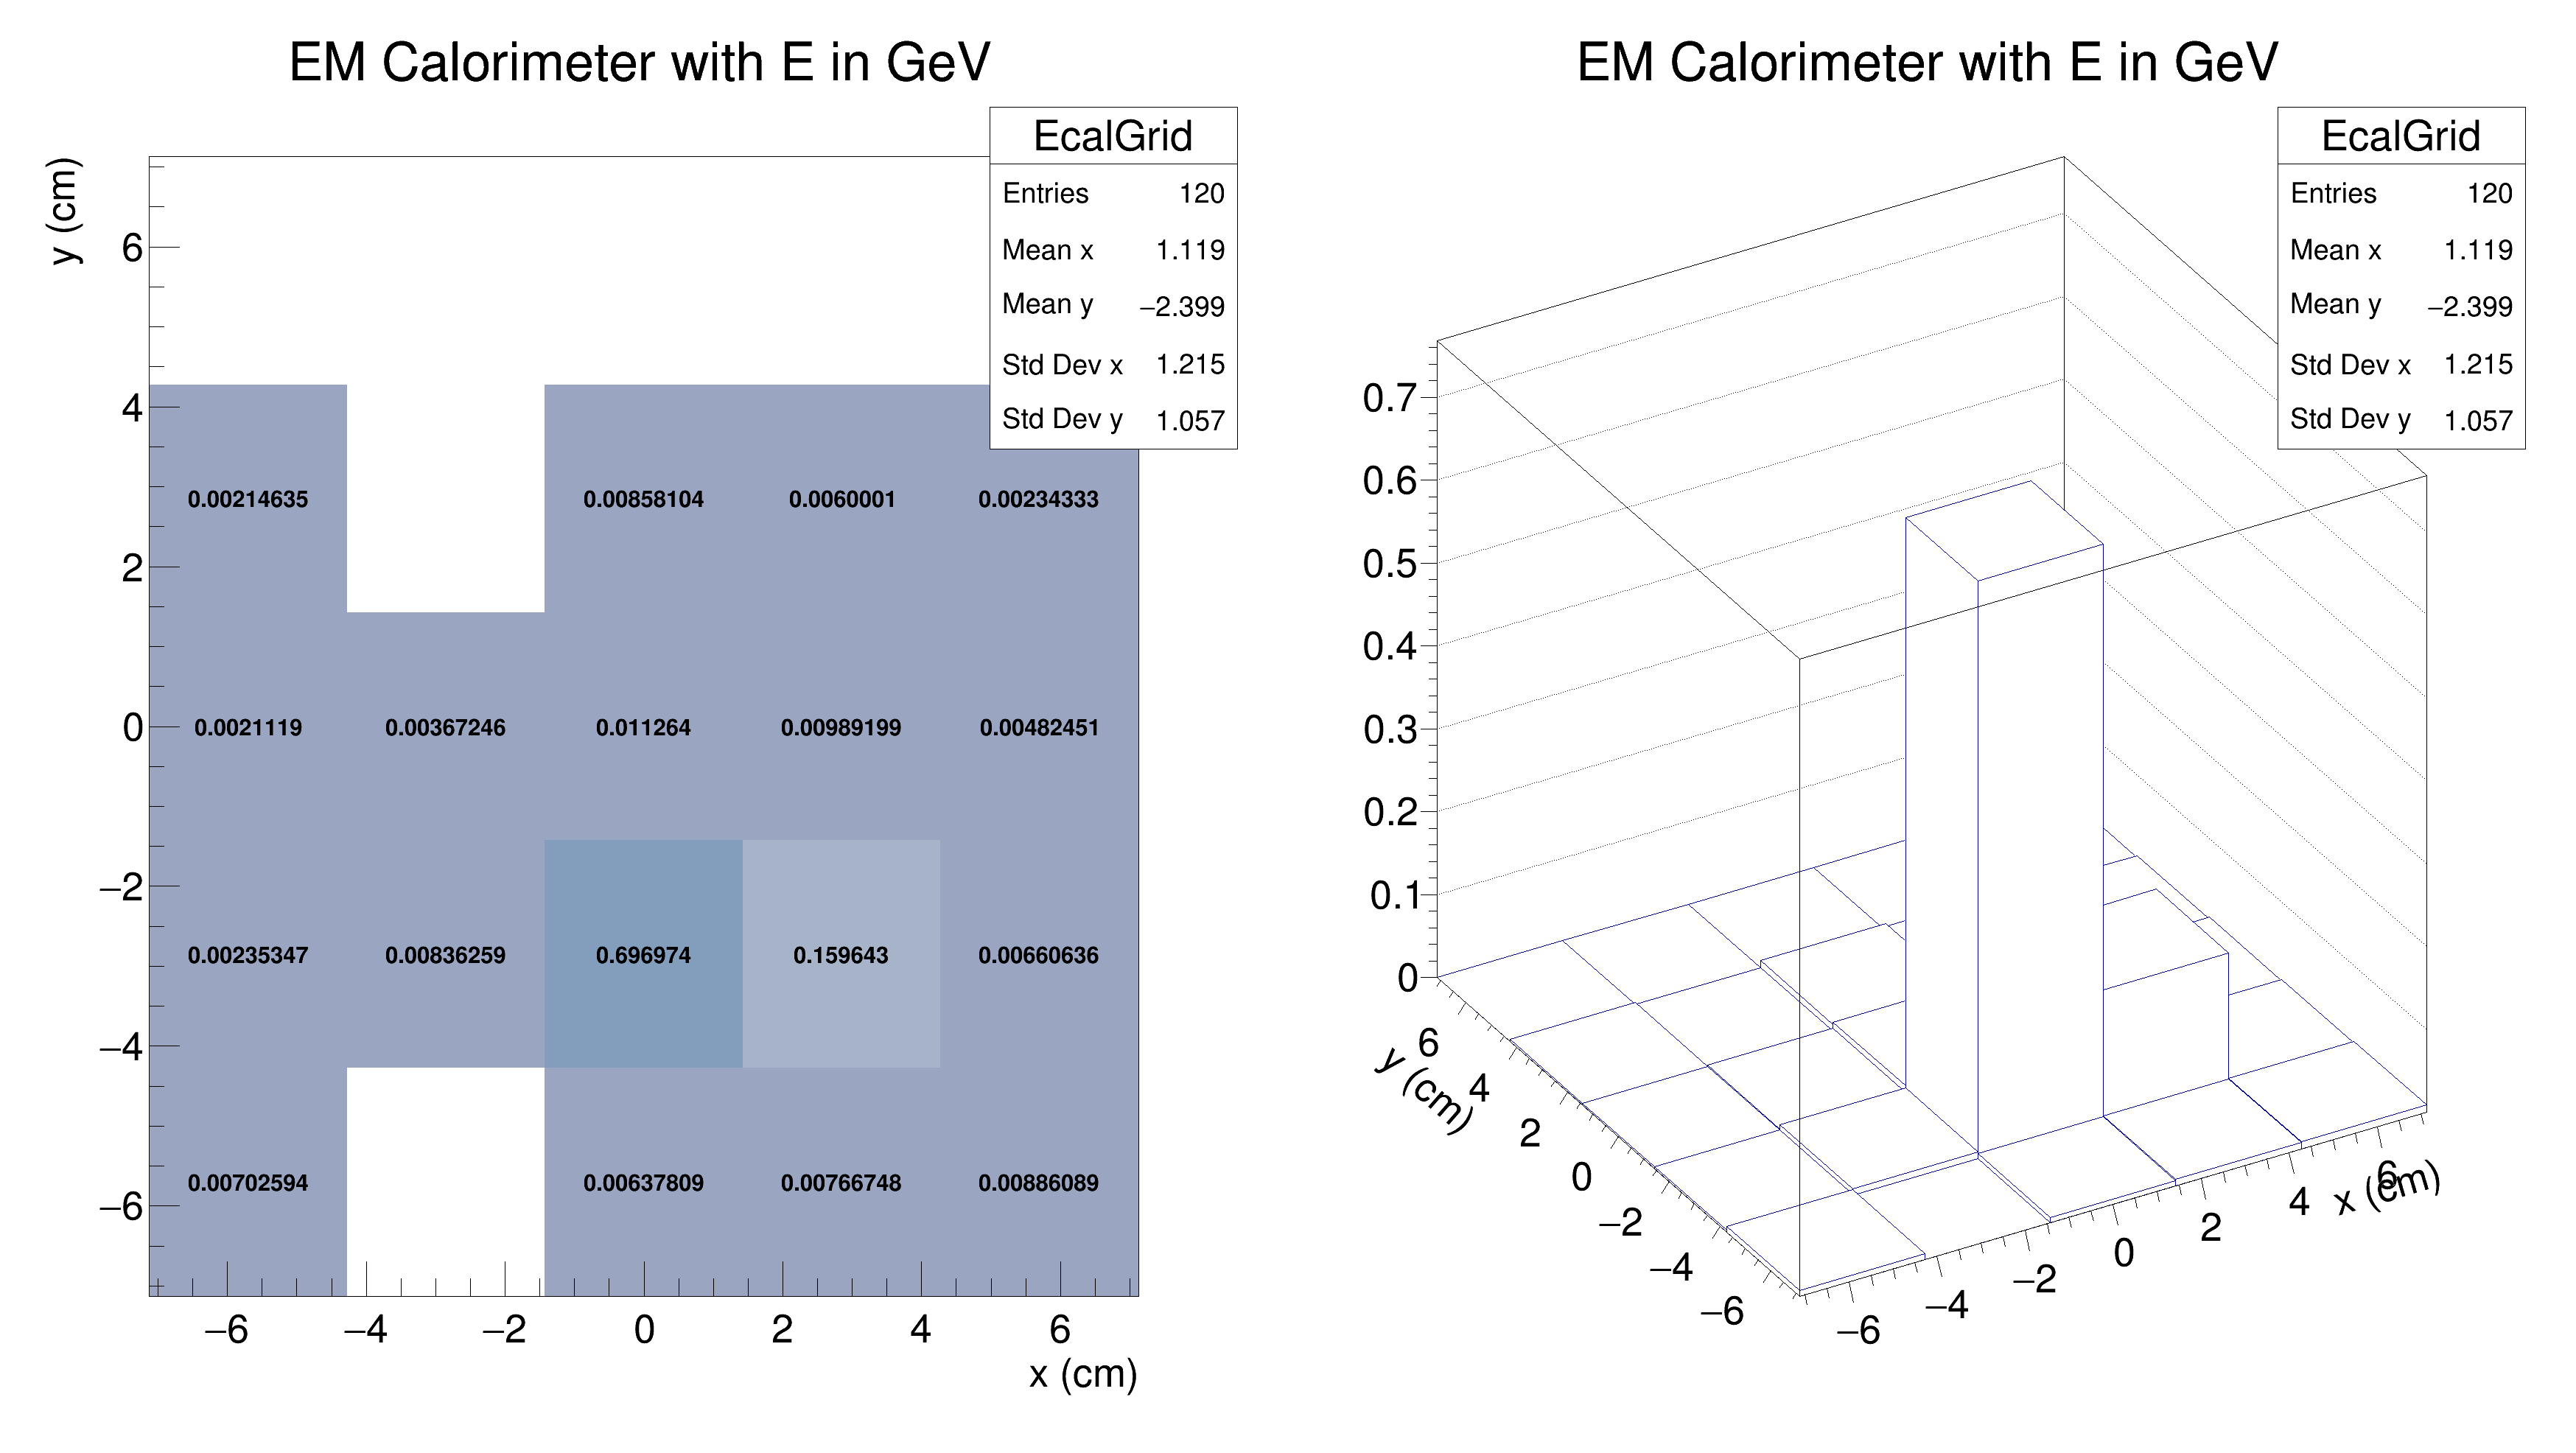 EM Calorimeter with E in GeV
EcalGrid
Entries 120
Mean x 1.119
Mean y −2.399
Std Dev x 1.215
Std Dev y 1.057
y (cm)
6
4
2
0
−2
−4
−6
0.00214635 0.00858104 0.0060001 0.00234333
0.0021119 0.00367246 0.011264 0.00989199 0.00482451
0.00235347 0.00836259 0.696974 0.159643 0.00660636
0.00702594 0.00637809 0.00766748 0.00886089
−6 −4 −2 0 2 4 6
x (cm)
EM Calorimeter with E in GeV
EcalGrid
Entries 120
Mean x 1.119
Mean y −2.399
Std Dev x 1.215
Std Dev y 1.057
0.7
0.6
0.5
0.4
0.3
0.2
0.1
0
6
4
2
0
−2
−4
−6
y (cm)
−6 −4 −2 0 2 4 6
x (cm)